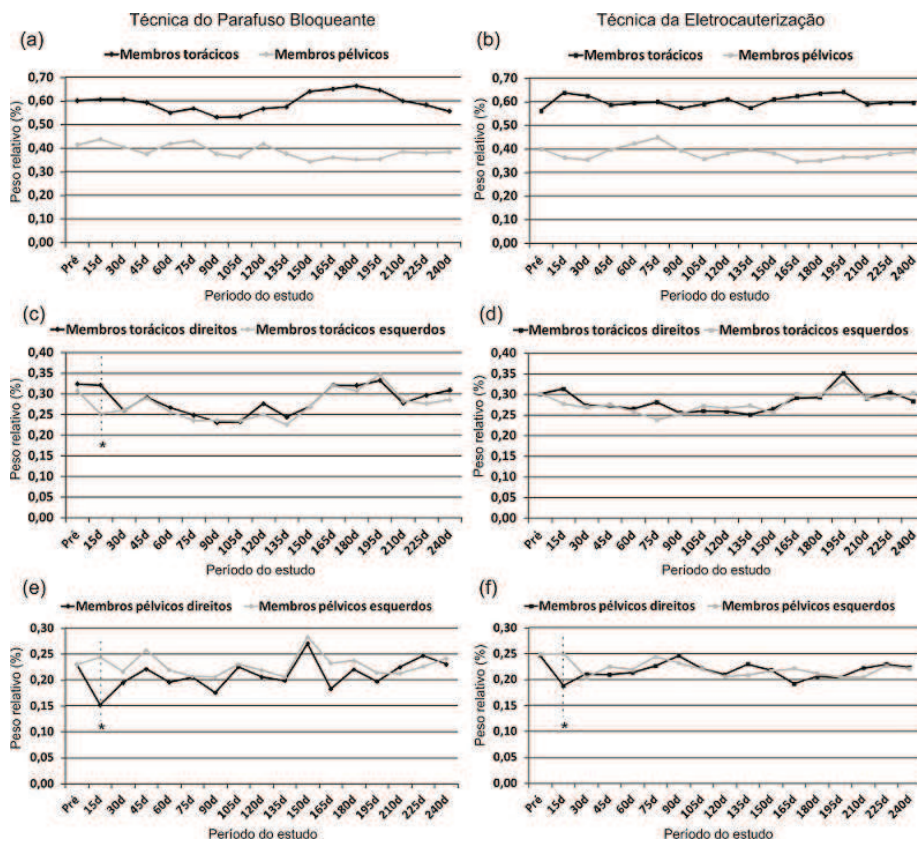 Técnica do Parafuso Bloqueante
Técnica da Eletrocauterização
(a)
Membros torácicos
Membros pélvicos
Peso relativo (%)
0,70
0,60
0,50
0,40
0,30
0,20
0,10
0,00
Pré 15d 30d 45d 60d 75d 90d 105d 120d 135d 150d 165d 180d 195d 210d 225d 240d
Período do estudo
(b)
Membros torácicos
Membros pélvicos
Peso relativo (%)
0,70
0,60
0,50
0,40
0,30
0,20
0,10
0,00
Pré 15d 30d 45d 60d 75d 90d 105d 120d 135d 150d 165d 180d 195d 210d 225d 240d
Período do estudo
(c)
Membros torácicos direitos
Membros torácicos esquerdos
Peso relativo (%)
0,40
0,35
0,30
0,25
0,20
0,15
0,10
0,05
0,00
*
Pré 15d 30d 45d 60d 75d 90d 105d 120d 135d 150d 165d 180d 195d 210d 225d 240d
Período do estudo
(d)
Membros torácicos direitos
Membros torácicos esquerdos
Peso relativo (%)
0,40
0,35
0,30
0,25
0,20
0,15
0,10
0,05
0,00
Pré 15d 30d 45d 60d 75d 90d 105d 120d 135d 150d 165d 180d 195d 210d 225d 240d
Período do estudo
(e)
Membros pélvicos direitos
Membros pélvicos esquerdos
Peso relativo (%)
0,30
0,25
0,20
0,15
0,10
0,05
0,00
*
Pré 15d 30d 45d 60d 75d 90d 105d 120d 135d 150d 165d 180d 195d 210d 225d 240d
Período do estudo
(f)
Membros pélvicos direitos
Membros pélvicos esquerdos
Peso relativo (%)
0,30
0,25
0,20
0,15
0,10
0,05
0,00
*
Pré 15d 30d 45d 60d 75d 90d 105d 120d 135d 150d 165d 180d 195d 210d 225d 240d
Período do estudo